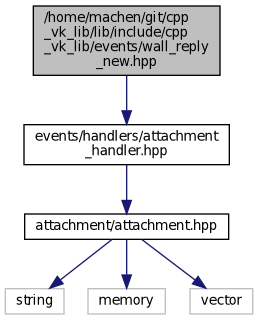 /home/machen/git/cpp
_vk_lib/lib/include/cpp
_vk_lib/events/wall_reply
_new.hpp
events/handlers/attachment
_handler.hpp
attachment/attachment.hpp
string
memory
vector